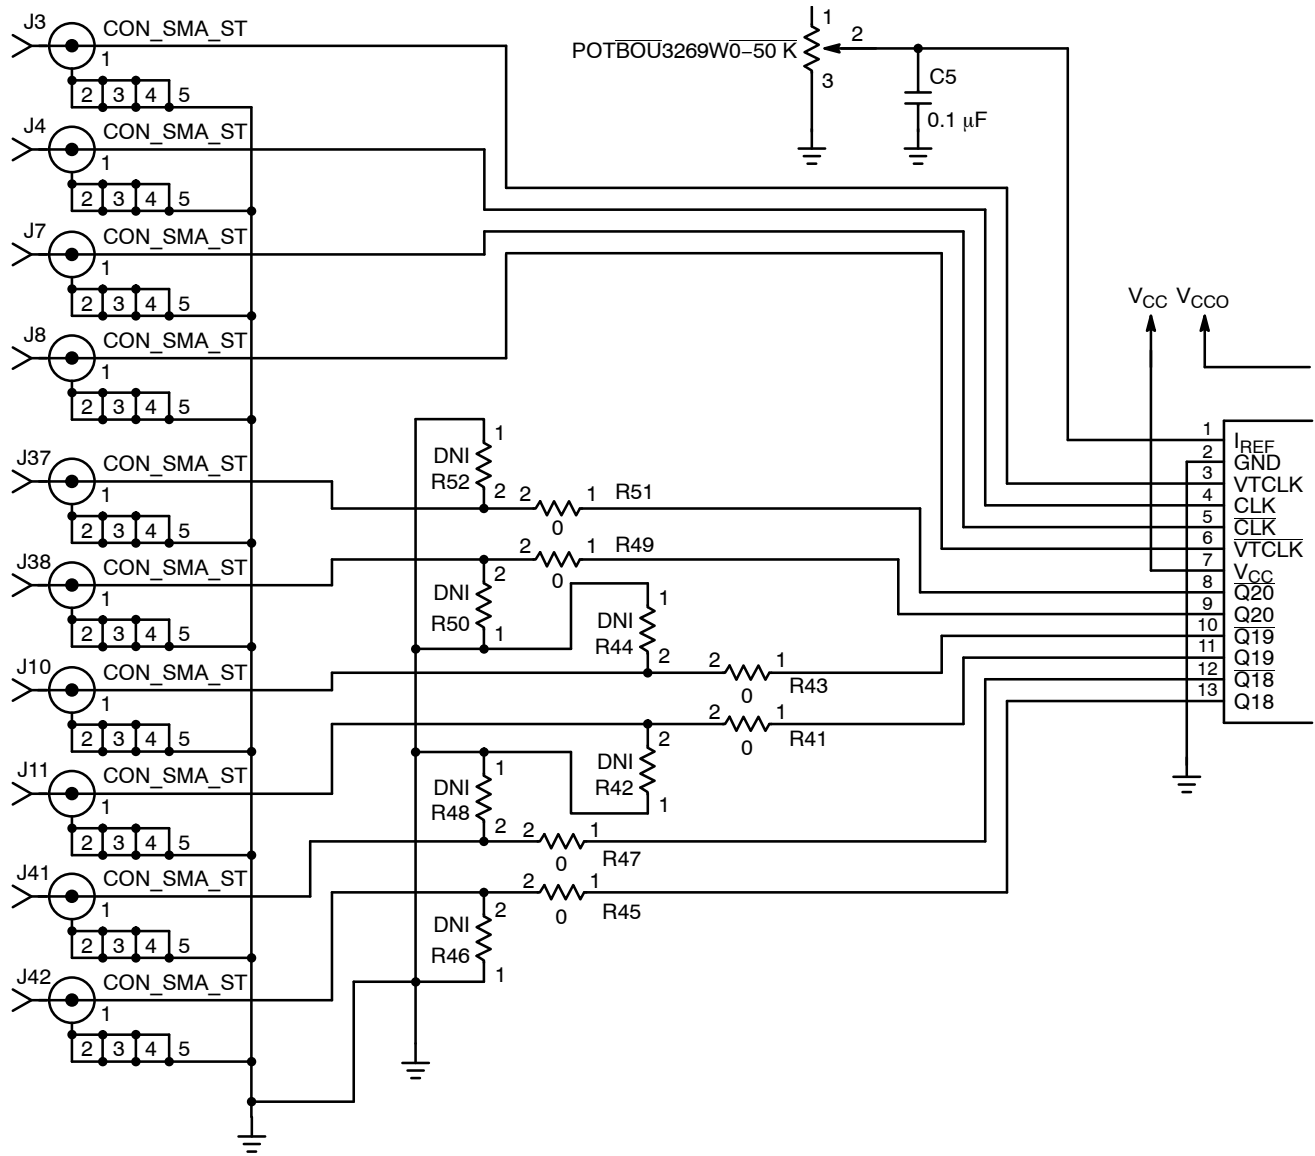 J3
CON_SMA_ST
1
2 3 4 5
J4
CON_SMA_ST
1
2 3 4 5
J7
CON_SMA_ST
1
2 3 4 5
J8
CON_SMA_ST
1
2 3 4 5
J37
CON_SMA_ST
1
2 3 4 5
J38
CON_SMA_ST
1
2 3 4 5
J10
CON_SMA_ST
1
2 3 4 5
J11
CON_SMA_ST
1
2 3 4 5
J41
CON_SMA_ST
1
2 3 4 5
J42
CON_SMA_ST
1
2 3 4 5
1
POTBOU3269W0−50 K
2
3
C5
0.1 μF
VCC VCCO
1
DNI
R52
2
2 1 R51
0
2 1 R49
0
2
DNI
R50
1
1
DNI
R44
2
2 1
R43
0
2 1
R41
0
2
DNI
R42
1
1
DNI
R48
2
2 1
R47
0
2 1
R45
0
2
DNI
R46
1
1 IREF
2 GND
3 VTCLK
4 CLK
5 C̅L̅K̅
6 V̅T̅C̅L̅K̅
7 VCC
8 Q̅2̅0̅
9 Q20
10 Q̅1̅9̅
11 Q19
12 Q̅1̅8̅
13 Q18